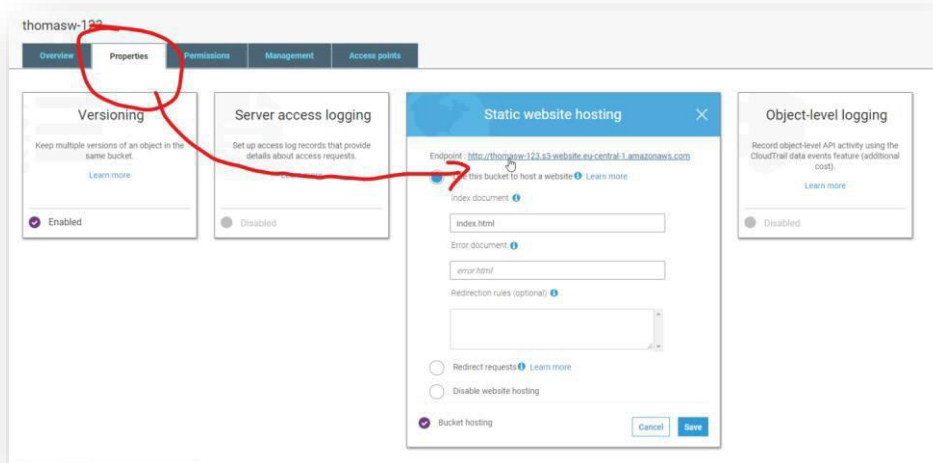 thomasw-123
Overview
Properties
Permissions
Management
Access points
Versioning
Keep multiple versions of an object in the
same bucket.
Learn more
Enabled
Server access logging
Set up access log records that provide
details about access requests.
Learn more
Disabled
Static website hosting
Endpoint : http://thomasw-123.s3-website.eu-central-1.amazonaws.com
this bucket to host a website Learn more
Index document
index.html
Error document
error.html
Redirection rules (optional)
Redirect requests Learn more
Disable website hosting
Bucket hosting
Cancel
Save
Object-level logging
Record object-level API activity using the
CloudTrail data events feature (additional
cost).
Learn more
Disabled